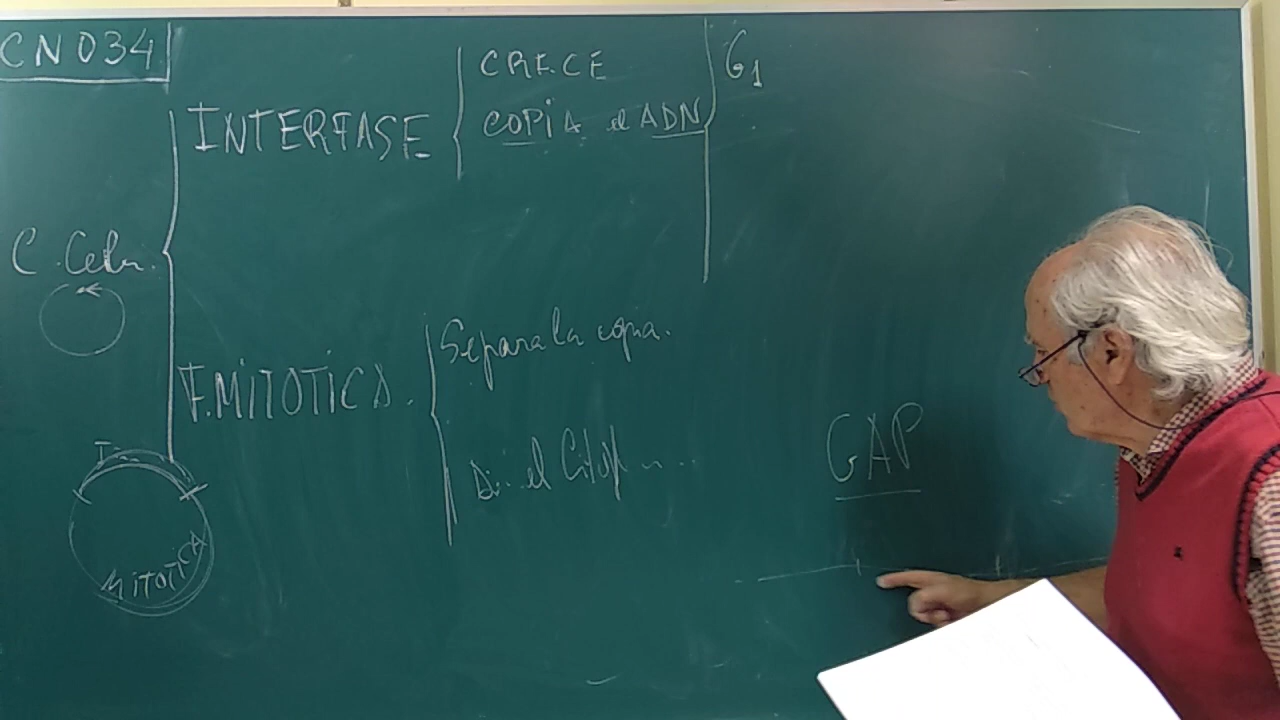 CN034
INTERFASE
CRECE
COPIA el ADN
G1
C. Celu.
F. MITOTICA.
Separa la copia.
Di. el Citop...
GAP
I...
MITOTICA